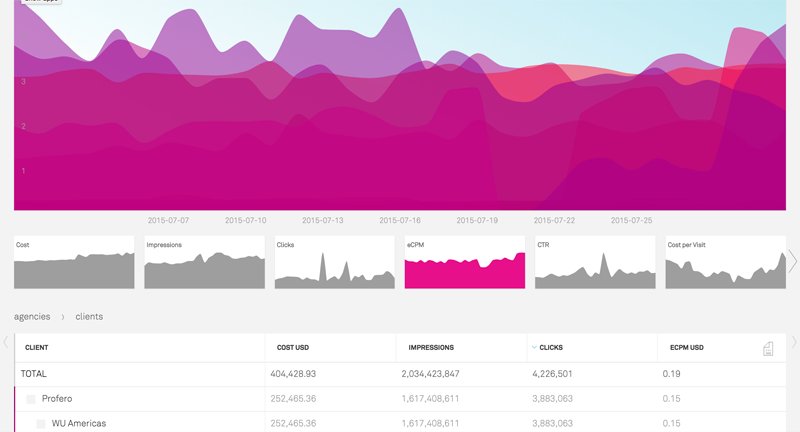 3
2
1
2015-07-07 2015-07-10 2015-07-13 2015-07-16 2015-07-19 2015-07-22 2015-07-25
Cost Impressions Clicks eCPM CTR Cost per Visit
agencies › clients
CLIENT COST USD IMPRESSIONS CLICKS ECPM USD
TOTAL 404,428.93 2,034,423,847 4,226,501 0.19
Profero 252,465.36 1,617,408,611 3,883,063 0.15
WU Americas 252,465.36 1,617,408,611 3,883,063 0.15